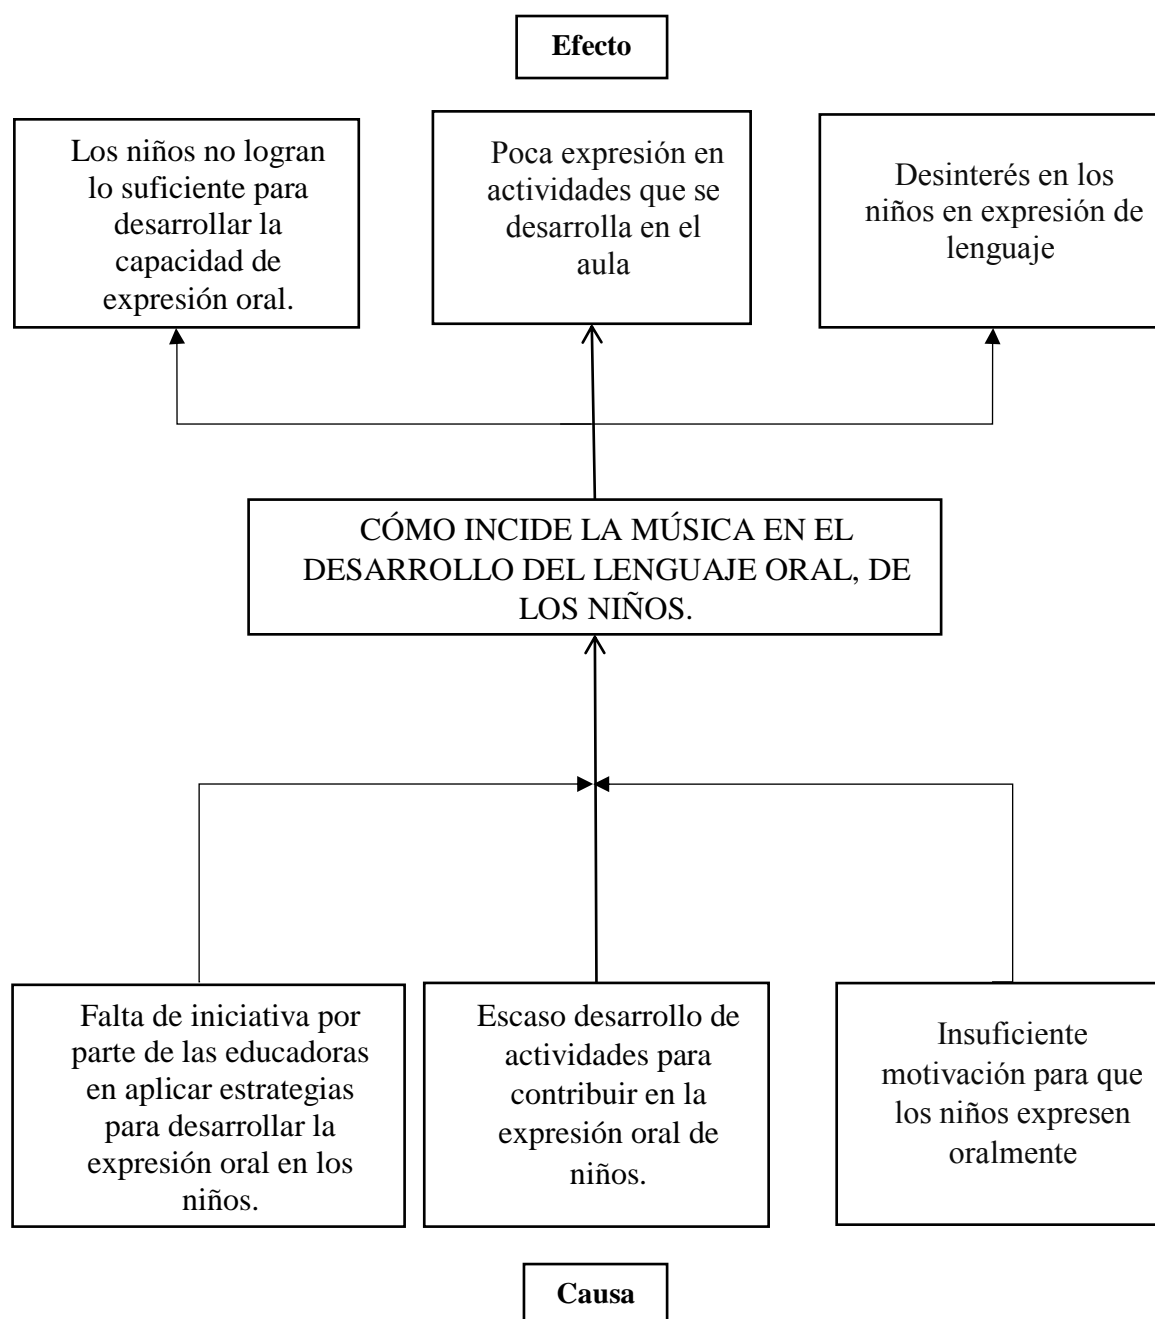 Efecto
Los niños no logran
lo suficiente para
desarrollar la
capacidad de
expresión oral.
Poca expresión en
actividades que se
desarrolla en el
aula
Desinterés en los
niños en expresión de
lenguaje
CÓMO INCIDE LA MÚSICA EN EL
DESARROLLO DEL LENGUAJE ORAL, DE
LOS NIÑOS.
Falta de iniciativa por
parte de las educadoras
en aplicar estrategias
para desarrollar la
expresión oral en los
niños.
Escaso desarrollo de
actividades para
contribuir en la
expresión oral de
niños.
Insuficiente
motivación para que
los niños expresen
oralmente
Causa